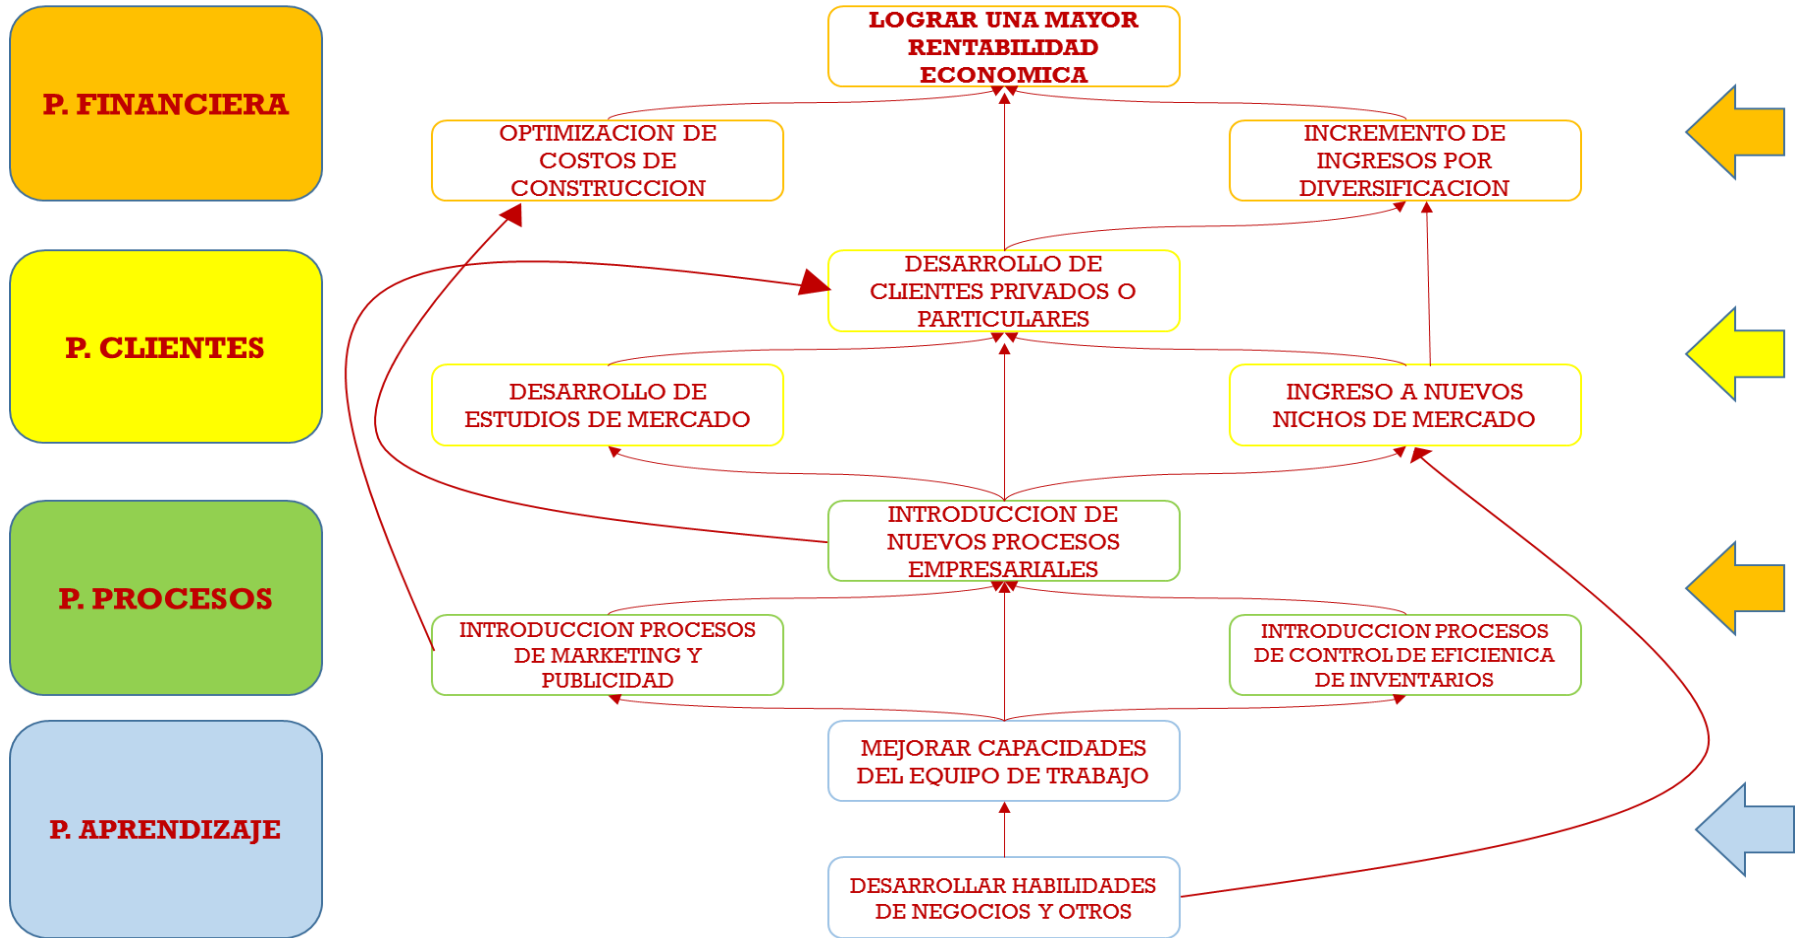 LOGRAR UNA MAYOR
RENTABILIDAD
ECONOMICA
P. FINANCIERA
OPTIMIZACION DE
COSTOS DE
CONSTRUCCION
INCREMENTO DE
INGRESOS POR
DIVERSIFICACION
DESARROLLO DE
CLIENTES PRIVADOS O
PARTICULARES
P. CLIENTES
DESARROLLO DE
ESTUDIOS DE MERCADO
INGRESO A NUEVOS
NICHOS DE MERCADO
INTRODUCCION DE
NUEVOS PROCESOS
EMPRESARIALES
P. PROCESOS
INTRODUCCION PROCESOS
DE MARKETING Y
PUBLICIDAD
INTRODUCCION PROCESOS
DE CONTROL DE EFICIENICA
DE INVENTARIOS
MEJORAR CAPACIDADES
DEL EQUIPO DE TRABAJO
P. APRENDIZAJE
DESARROLLAR HABILIDADES
DE NEGOCIOS Y OTROS